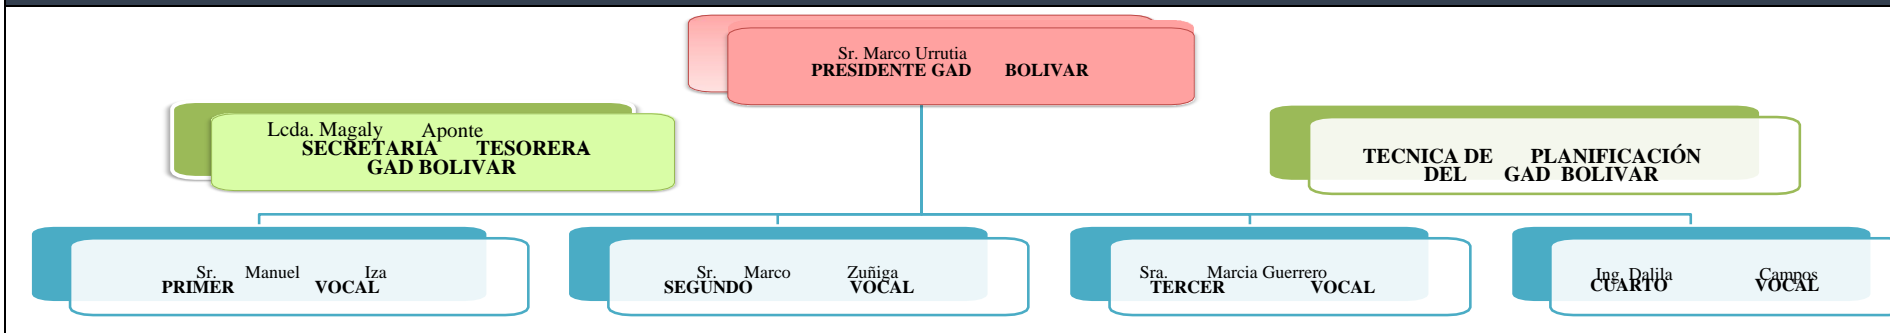 Sr. Marco Urrutia
PRESIDENTE GAD BOLIVAR
Lcda. Magaly Aponte
SECRETARIA TESORERA
GAD BOLIVAR
TECNICA DE PLANIFICACIÓN
DEL GAD BOLIVAR
Sr. Manuel Iza
PRIMER VOCAL
Sr. Marco Zuñiga
SEGUNDO VOCAL
Sra. Marcia Guerrero
TERCER VOCAL
Ing. Dalila Campos
CUARTO VOCAL